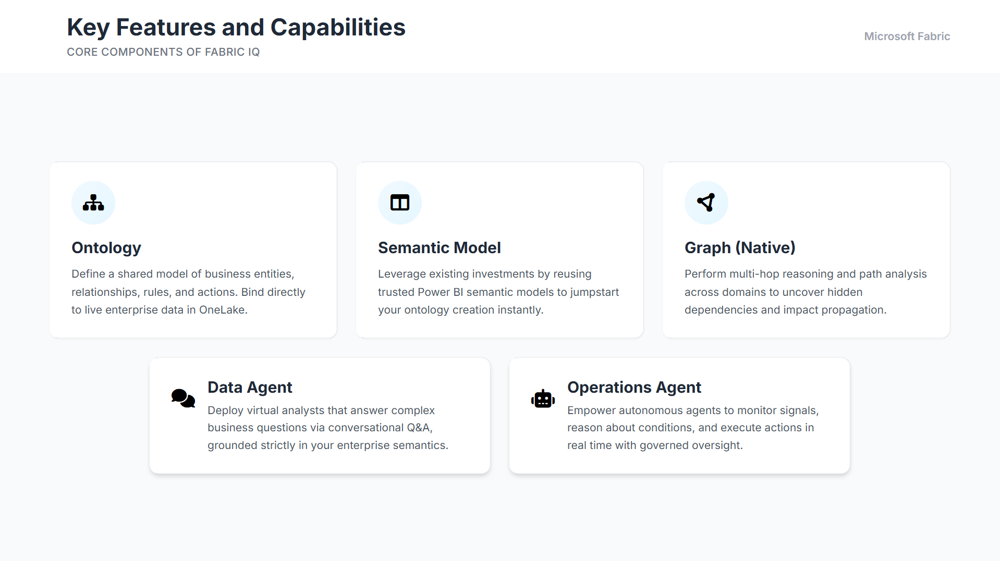 Key Features and Capabilities
CORE COMPONENTS OF FABRIC IQ
Microsoft Fabric
Ontology
Define a shared model of business entities,
relationships, rules, and actions. Bind directly
to live enterprise data in OneLake.
Semantic Model
Leverage existing investments by reusing
trusted Power BI semantic models to jumpstart
your ontology creation instantly.
Graph (Native)
Perform multi-hop reasoning and path analysis
across domains to uncover hidden
dependencies and impact propagation.
Data Agent
Deploy virtual analysts that answer complex
business questions via conversational Q&A,
grounded strictly in your enterprise semantics.
Operations Agent
Empower autonomous agents to monitor signals,
reason about conditions, and execute actions in
real time with governed oversight.